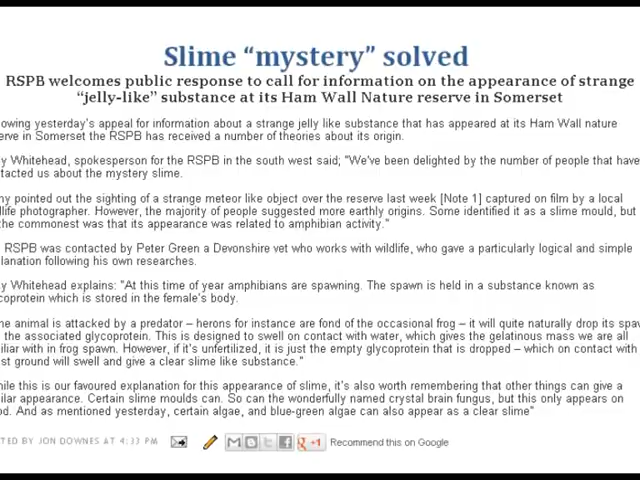 Slime “mystery” solved
RSPB welcomes public response to call for information on the appearance of strange
“jelly-like” substance at its Ham Wall Nature reserve in Somerset
owing yesterday's appeal for information about a strange jelly like substance that has appeared at its Ham Wall nature
erve in Somerset the RSPB has received a number of theories about its origin.
y Whitehead, spokesperson for the RSPB in the south west said; "We've been delighted by the number of people that have
tacted us about the mystery slime.
ny pointed out the sighting of a strange meteor like object over the reserve last week [Note 1] captured on film by a local
dlife photographer. However, the majority of people suggested more earthly origins. Some identified it as a slime mould, but
the commonest was that its appearance was related to amphibian activity."
RSPB was contacted by Peter Green a Devonshire vet who works with wildlife, who gave a particularly logical and simple
lanation following his own researches.
y Whitehead explains: "At this time of year amphibians are spawning. The spawn is held in a substance known as
coprotein which is stored in the female's body.
he animal is attacked by a predator – herons for instance are fond of the occasional frog – it will quite naturally drop its spaw
the associated glycoprotein. This is designed to swell on contact with water, which gives the gelatinous mass we are all
iliar with in frog spawn. However, if it's unfertilized, it is just the empty glycoprotein that is dropped – which on contact with
st ground will swell and give a clear slime like substance."
hile this is our favoured explanation for this appearance of slime, it's also worth remembering that other things can give a
ilar appearance. Certain slime moulds can. So can the wonderfully named crystal brain fungus, but this only appears on
od. And as mentioned yesterday, certain algae, and blue-green algae can also appear as a clear slime"
TED BY JON DOWNES AT 4:33 PM +1 Recommend this on Google